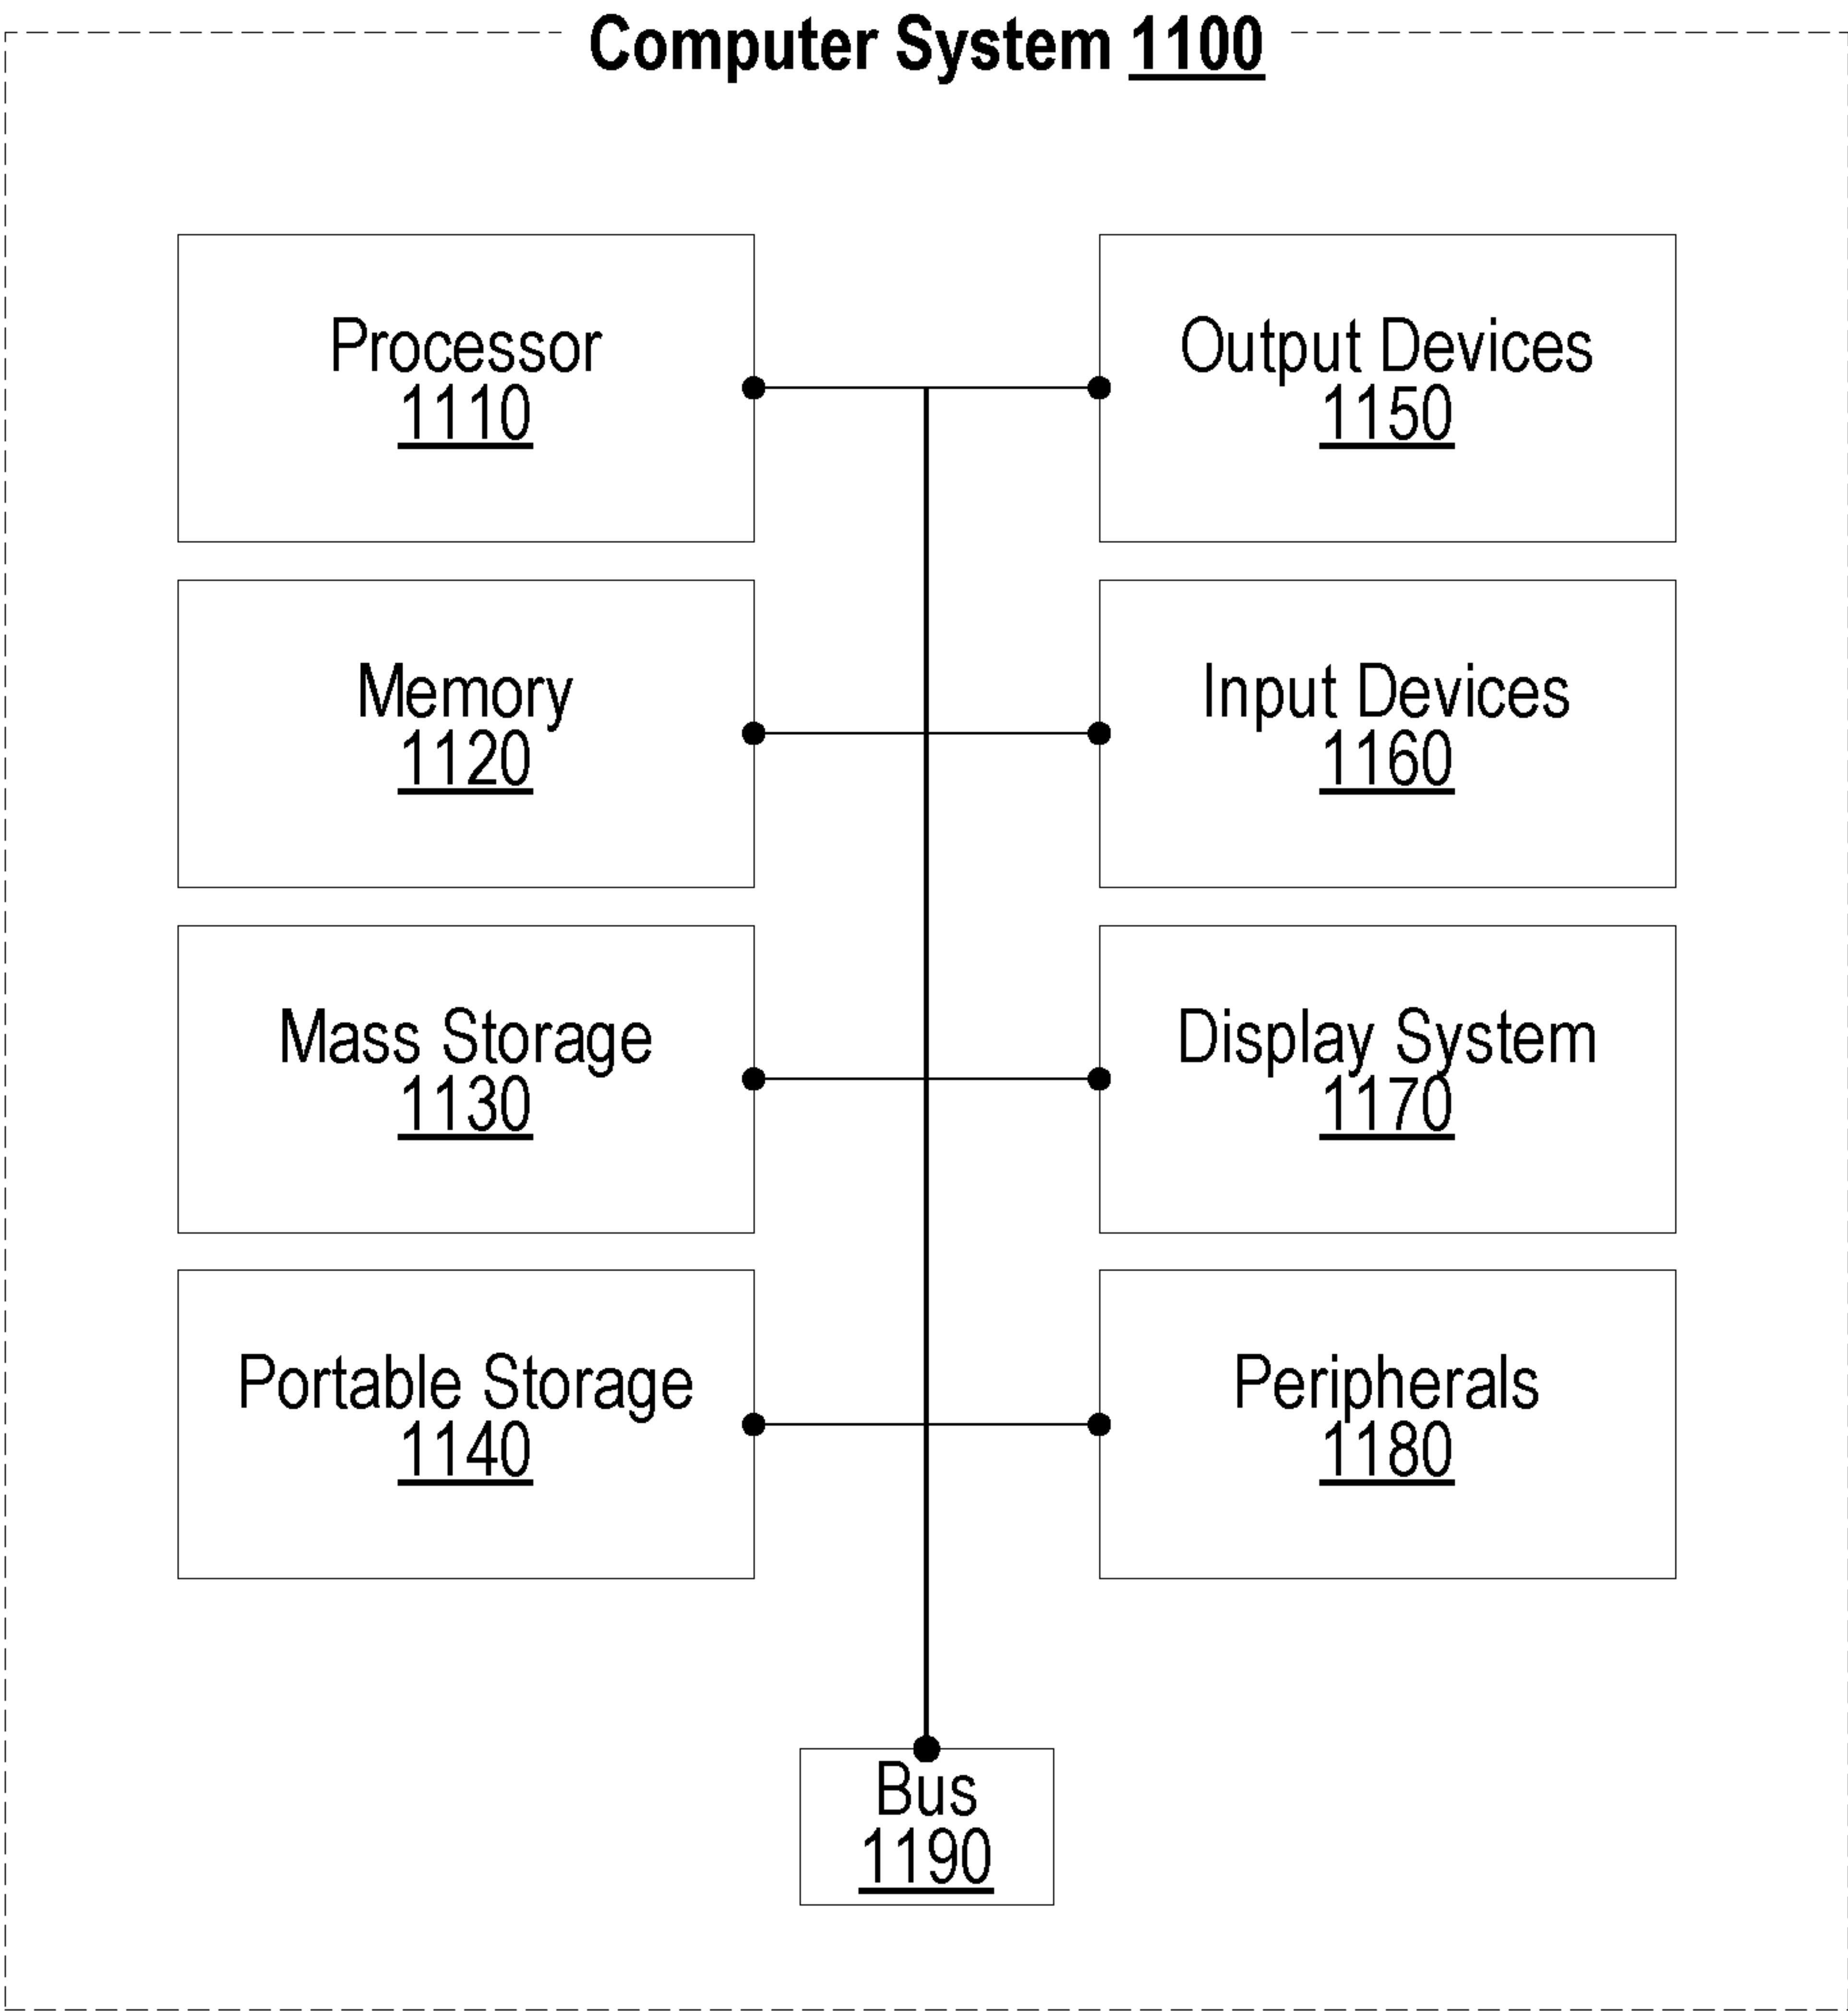 Computer System 1100
Processor
1110
Output Devices
1150
Memory
1120
Input Devices
1160
Mass Storage
1130
Display System
1170
Portable Storage
1140
Peripherals
1180
Bus
1190